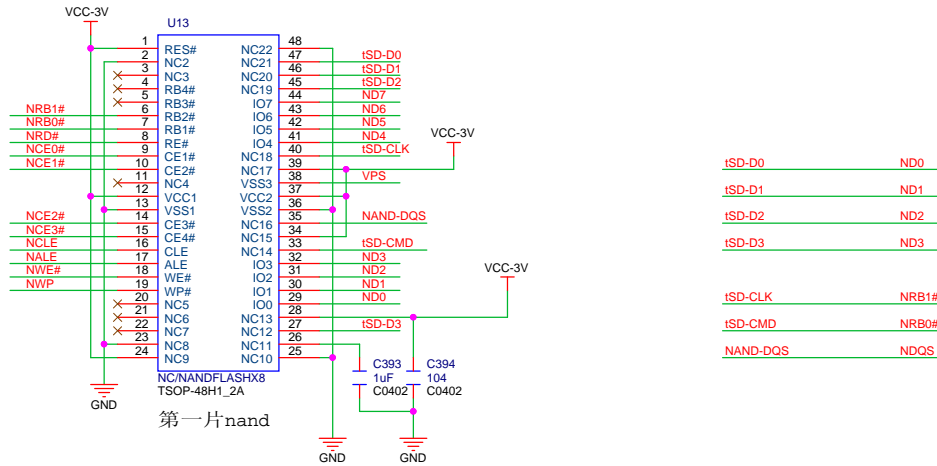 VCC-3V
U13
1 RES# NC22 48
2 NC2 NC21 47 tSD-D0
3 NC3 NC20 46 tSD-D1
4 RB4# NC19 45 tSD-D2
5 RB3# IO7 44 ND7
NRB1# 6 RB2# IO6 43 ND6
NRB0# 7 RB1# IO5 42 ND5
NRD# 8 RE# IO4 41 ND4
NCE0# 9 CE1# NC18 40 tSD-CLK
NCE1# 10 CE2# NC17 39
VCC-3V
11 NC4 VSS3 38 VPS
12 VCC1 VCC2 37
13 VSS1 VSS2 36
NCE2# 14 CE3# NC16 35 NAND-DQS
NCE3# 15 CE4# NC15 34
NCLE 16 CLE NC14 33 tSD-CMD
NALE 17 ALE IO3 32 ND3
NWE# 18 WE# IO2 31 ND2
NWP 19 WP# IO1 30 ND1
20 NC5 IO0 29 ND0
21 NC6 NC13 28
22 NC7 NC12 27 tSD-D3
23 NC8 NC11 26
24 NC9 NC10 25
VCC-3V
NC/NANDFLASHX8
TSOP-48H1_2A
第一片nand
GND
C393
1uF
C0402
C394
104
C0402
GND
GND
tSD-D0 ND0
tSD-D1 ND1
tSD-D2 ND2
tSD-D3 ND3
tSD-CLK NRB1#
tSD-CMD NRB0#
NAND-DQS NDQS